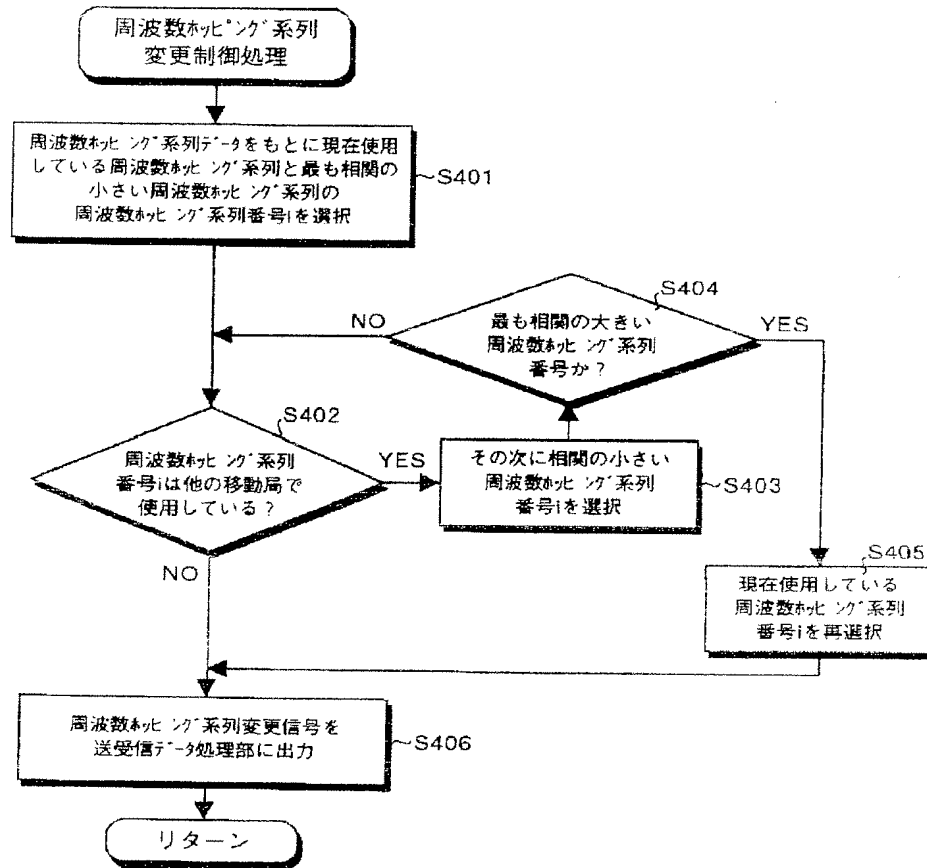 周波数ﾎｯﾋﾟﾝｸﾞ系列
変更制御処理
周波数ﾎｯﾋﾟﾝｸﾞ系列ﾃﾞｰﾀをもとに現在使用
している周波数ﾎｯﾋﾟﾝｸﾞ系列と最も相関の
小さい周波数ﾎｯﾋﾟﾝｸﾞ系列の
周波数ﾎｯﾋﾟﾝｸﾞ系列番号iを選択
S401
S404
最も相関の大きい
周波数ﾎｯﾋﾟﾝｸﾞ系列
番号か？
NO
YES
S402
周波数ﾎｯﾋﾟﾝｸﾞ系列
番号iは他の移動局で
使用している？
YES
NO
その次に相関の小さい
周波数ﾎｯﾋﾟﾝｸﾞ系列
番号iを選択
S403
S405
現在使用している
周波数ﾎｯﾋﾟﾝｸﾞ系列
番号iを再選択
周波数ﾎｯﾋﾟﾝｸﾞ系列変更信号を
送受信ﾃﾞｰﾀ処理部に出力
S406
リターン